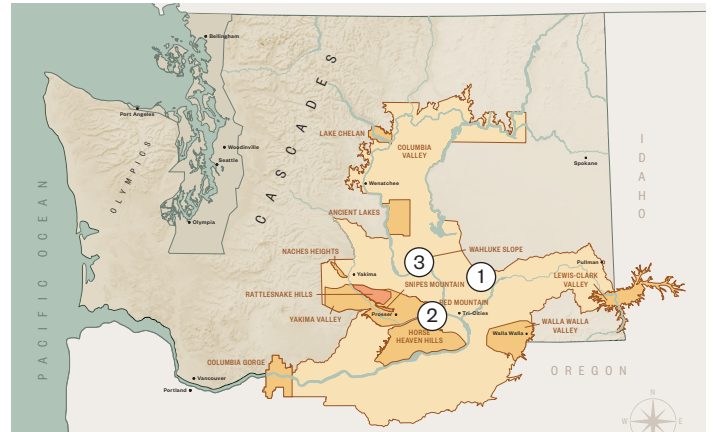 Bellingham
Port Angeles
OLYMPICS
Woodinville
Seattle
Olympia
CASCADES
PACIFIC OCEAN
LAKE CHELAN
COLUMBIA
VALLEY
Wenatchee
Spokane
IDAHO
ANCIENT LAKES
WAHLUKE SLOPE
NACHES HEIGHTS
3
1
Yakima
Pullman
LEWIS-CLARK
VALLEY
RATTLESNAKE HILLS
SNIPES MOUNTAIN
RED MOUNTAIN
YAKIMA VALLEY
Prosser
2
Tri-Cities
HORSE
HEAVEN HILLS
Walla Walla
WALLA WALLA
VALLEY
COLUMBIA GORGE
Vancouver
Portland
OREGON
N
W
E